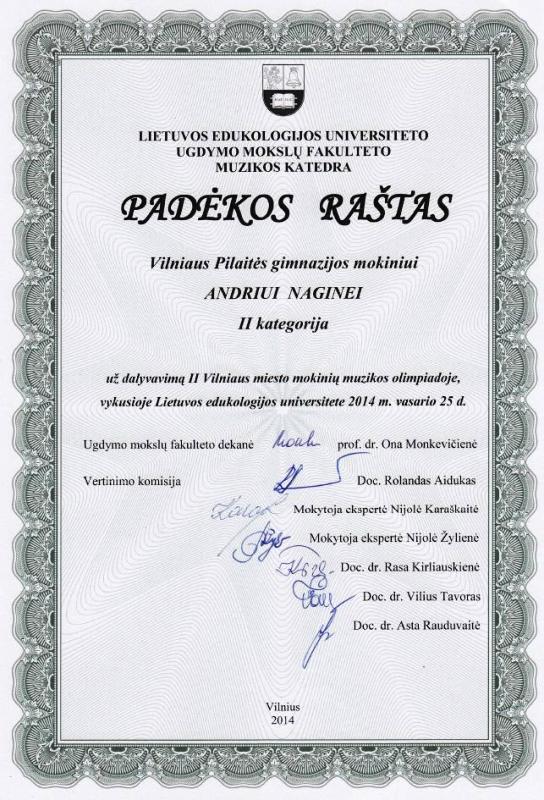 LIETUVOS EDUKOLOGIJOS UNIVERSITETO
UGDYMO MOKSLŲ FAKULTETO
MUZIKOS KATEDRA
PADĖKOS RAŠTAS
Vilniaus Pilaitės gimnazijos mokiniui
ANDRIUI NAGINEI
II kategorija
už dalyvavimą II Vilniaus miesto mokinių muzikos olimpiadoje,
vykusioje Lietuvos edukologijos universitete 2014 m. vasario 25 d.
Ugdymo mokslų fakulteto dekanė prof. dr. Ona Monkevičienė
Vertinimo komisija Doc. Rolandas Aidukas
Mokytoja ekspertė Nijolė Karaškaitė
Mokytoja ekspertė Nijolė Žylienė
Doc. dr. Rasa Kirliauskienė
Doc. dr. Vilius Tavoras
Doc. dr. Asta Rauduvaitė
Vilnius
2014